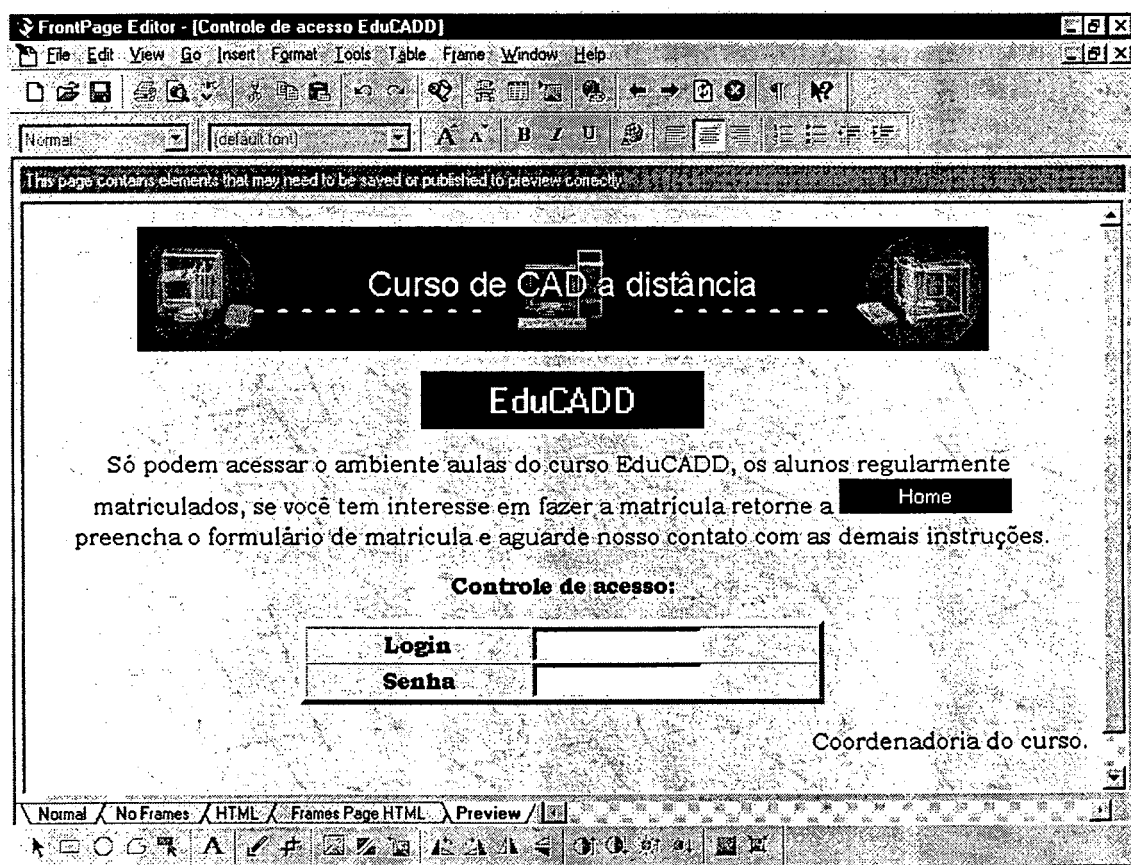 FrontPage Editor - [Controle de acesso EduCADD]
File Edit View Go Insert Format Tools Table Frame Window Help
Normal (default font) A A B I U
This page contains elements that may need to be saved or published to preview correctly.
Curso de CAD a distância
EduCADD
Só podem acessar o ambiente aulas do curso EduCADD, os alunos regularmente
matriculados, se você tem interesse em fazer a matrícula retorne a Home
preencha o formulário de matricula e aguarde nosso contato com as demais instruções.
Controle de acesso:
Login
Senha
Coordenadoria do curso.
Normal No Frames HTML Frames Page HTML Preview
A